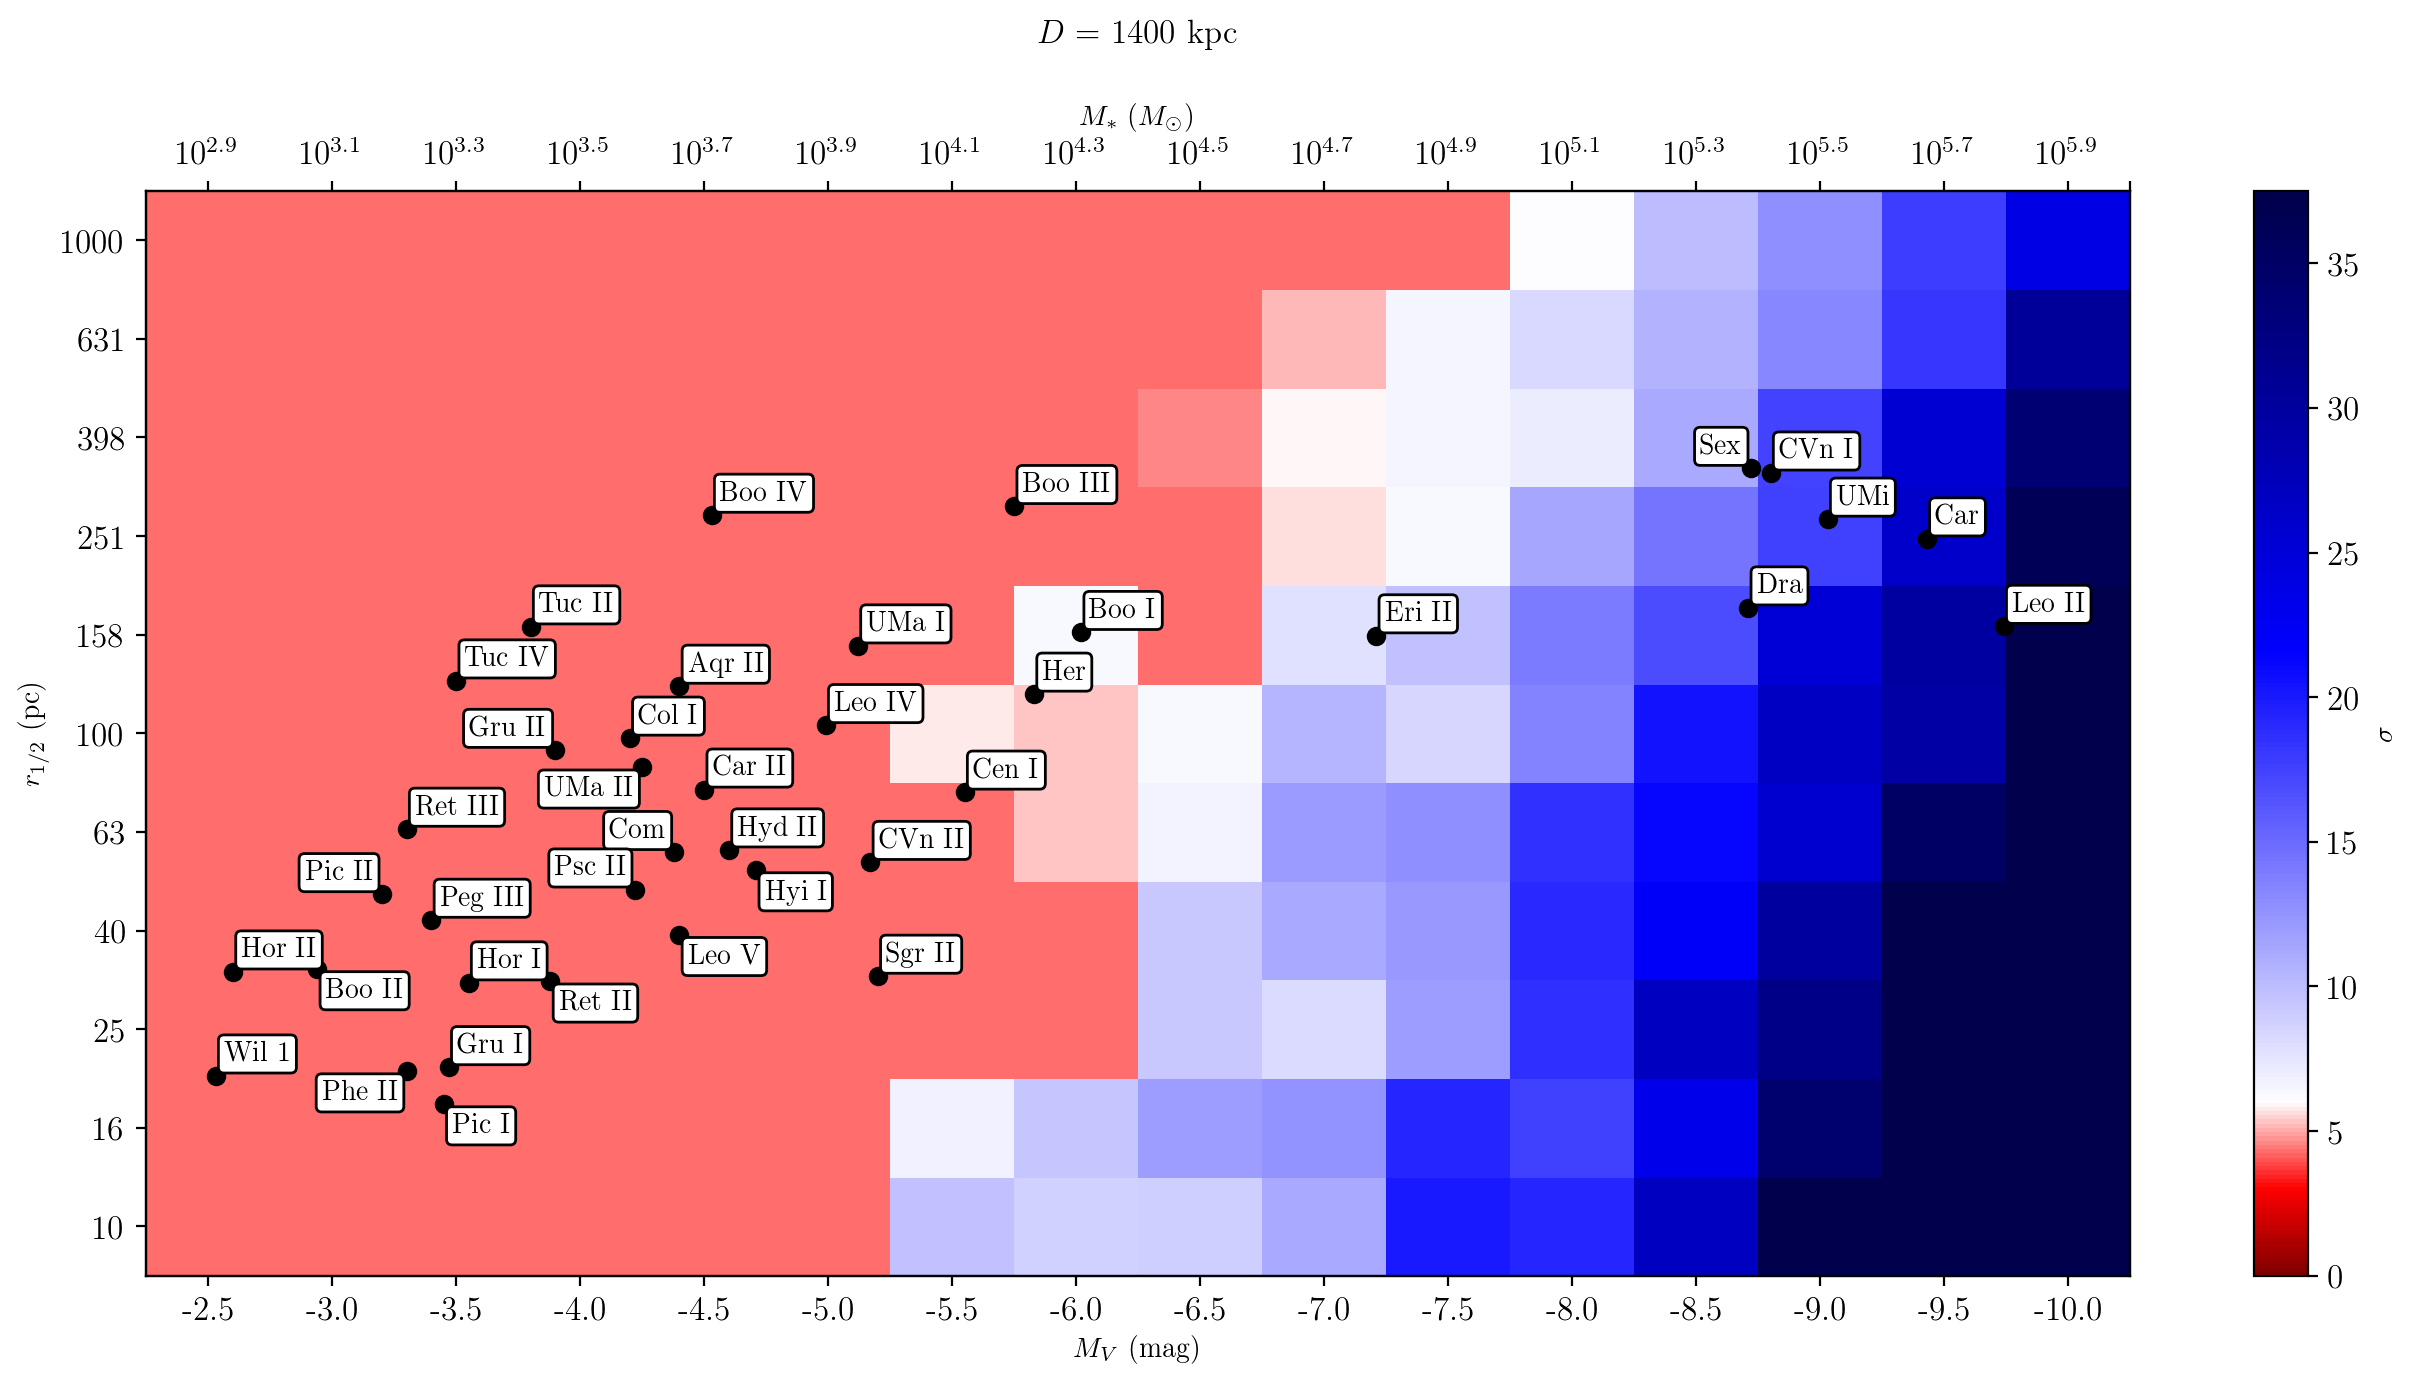 D = 1400 kpc
M* (M⊙)
10^2.9 10^3.1 10^3.3 10^3.5 10^3.7 10^3.9 10^4.1 10^4.3 10^4.5 10^4.7 10^4.9 10^5.1 10^5.3 10^5.5 10^5.7 10^5.9
1000
631
398
251
158
100
63
40
25
16
10
r1/2 (pc)
Boo IV
Boo III
Sex
CVn I
UMi
Car
Tuc II
UMa I
Boo I
Eri II
Dra
Leo II
Tuc IV
Aqr II
Her
Gru II
Col I
Leo IV
UMa II
Car II
Cen I
Ret III
Com
Hyd II
CVn II
Pic II
Psc II
Hyi I
Peg III
Hor II
Boo II
Hor I
Ret II
Leo V
Sgr II
Wil 1
Gru I
Phe II
Pic I
-2.5 -3.0 -3.5 -4.0 -4.5 -5.0 -5.5 -6.0 -6.5 -7.0 -7.5 -8.0 -8.5 -9.0 -9.5 -10.0
MV (mag)
35
30
25
20
15
10
5
0
σ